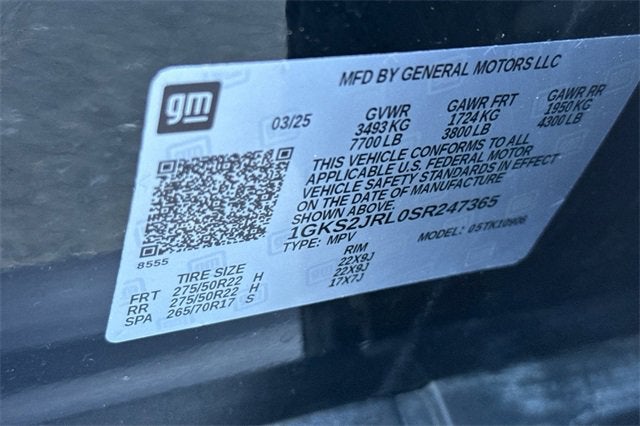 MFD BY GENERAL MOTORS LLC
gm
03/25 GVWR GAWR FRT GAWR RR
3493 KG 1724 KG 1950 KG
7700 LB 3800 LB 4300 LB
THIS VEHICLE CONFORMS TO ALL
APPLICABLE U.S. FEDERAL MOTOR
VEHICLE SAFETY STANDARDS IN EFFECT
ON THE DATE OF MANUFACTURE
SHOWN ABOVE.
1GKS2JRL0SR247365
8555 TYPE: MPV MODEL: 05TK10906
TIRE SIZE RIM
FRT 275/50R22 H 22X9J
RR 275/50R22 H 22X9J
SPA 265/70R17 S 17X7J